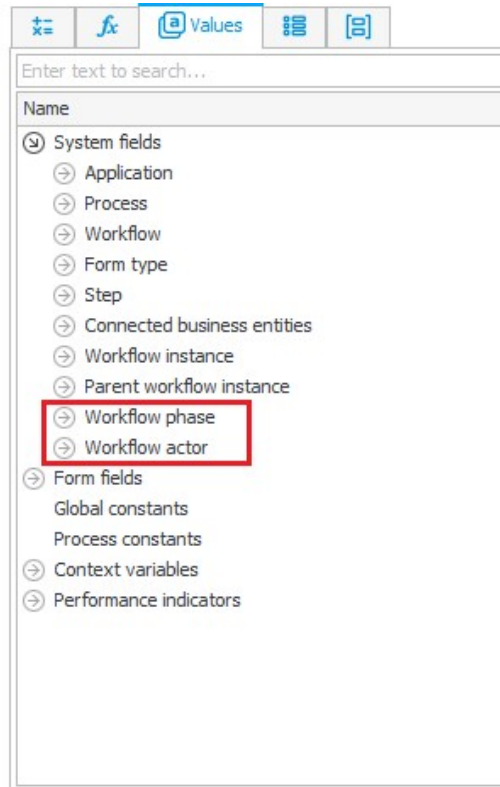 +-
x=
fx
a Values
Enter text to search...
Name
System fields
Application
Process
Workflow
Form type
Step
Connected business entities
Workflow instance
Parent workflow instance
Workflow phase
Workflow actor
Form fields
Global constants
Process constants
Context variables
Performance indicators